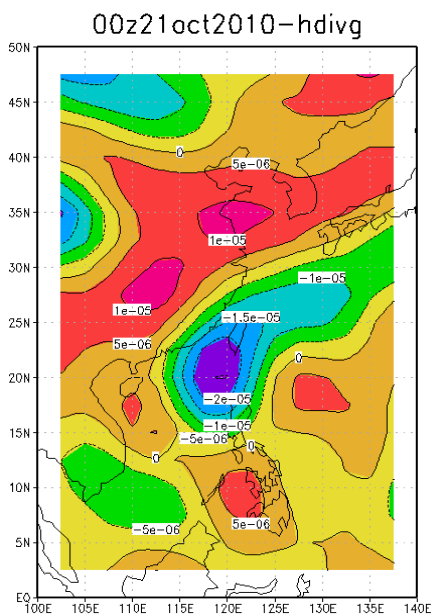 00z21oct2010-hdivg
50N
45N
0
40N
5e-06
35N
1e-05
30N
-1e-05
1e-05
25N
-1.5e-05
5e-06
0
20N
-2e-05
-1e-05
15N
-5e-06
0
0
10N
5e-06
-5e-06
5N
EQ
100E 105E 110E 115E 120E 125E 130E 135E 140E